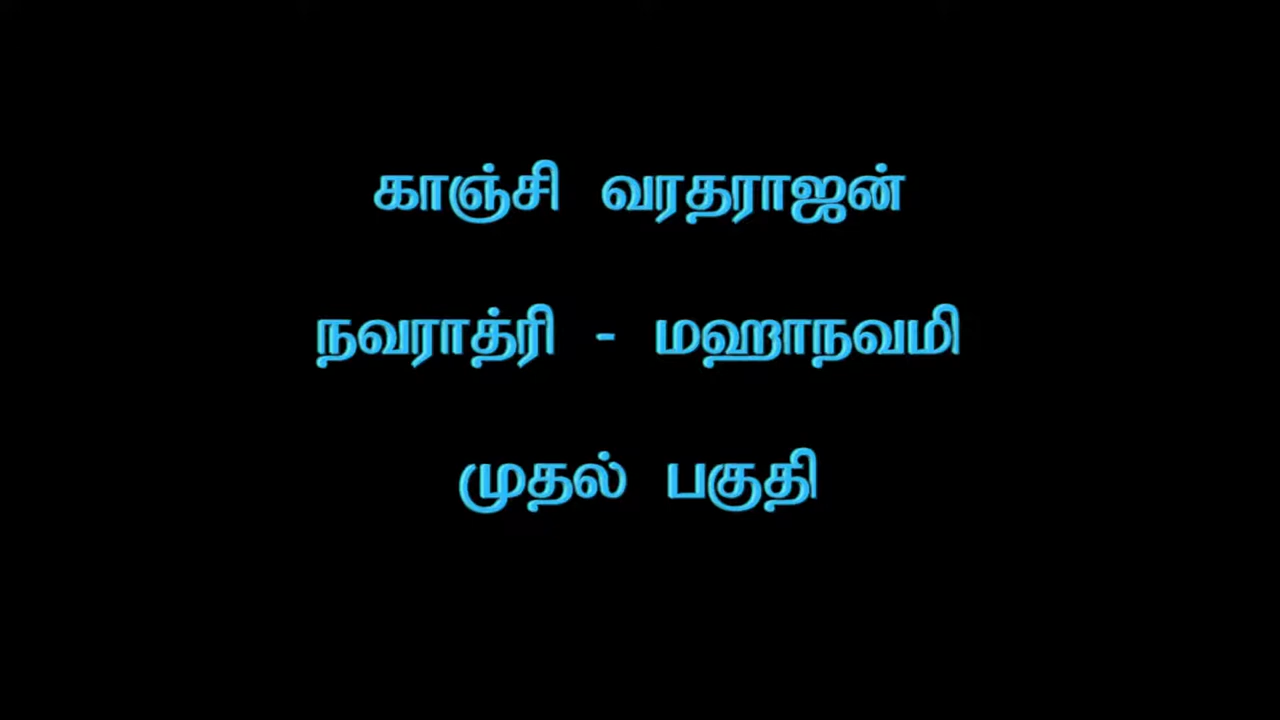 காஞ்சி வரதராஜன்
நவராத்ரி - மஹாநவமி
முதல் பகுதி